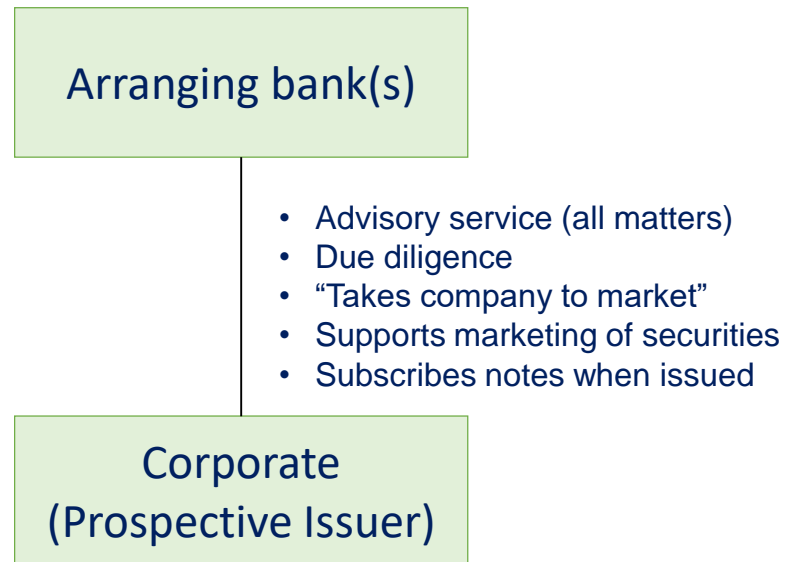 Arranging bank(s)
• Advisory service (all matters)
• Due diligence
• “Takes company to market”
• Supports marketing of securities
• Subscribes notes when issued
Corporate
(Prospective Issuer)